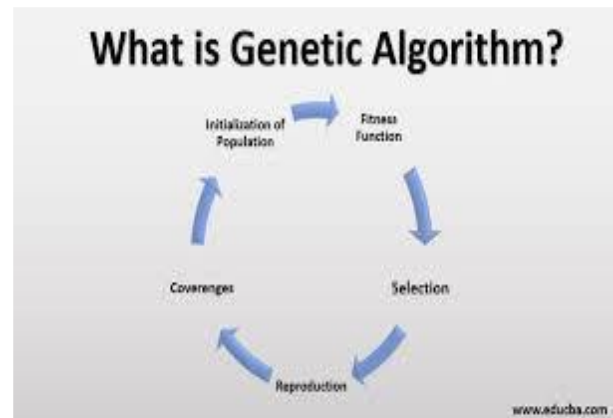 What is Genetic Algorithm?
Initialization of
Population
Fitness
Function
Selection
Reproduction
Coverenges
www.educba.com